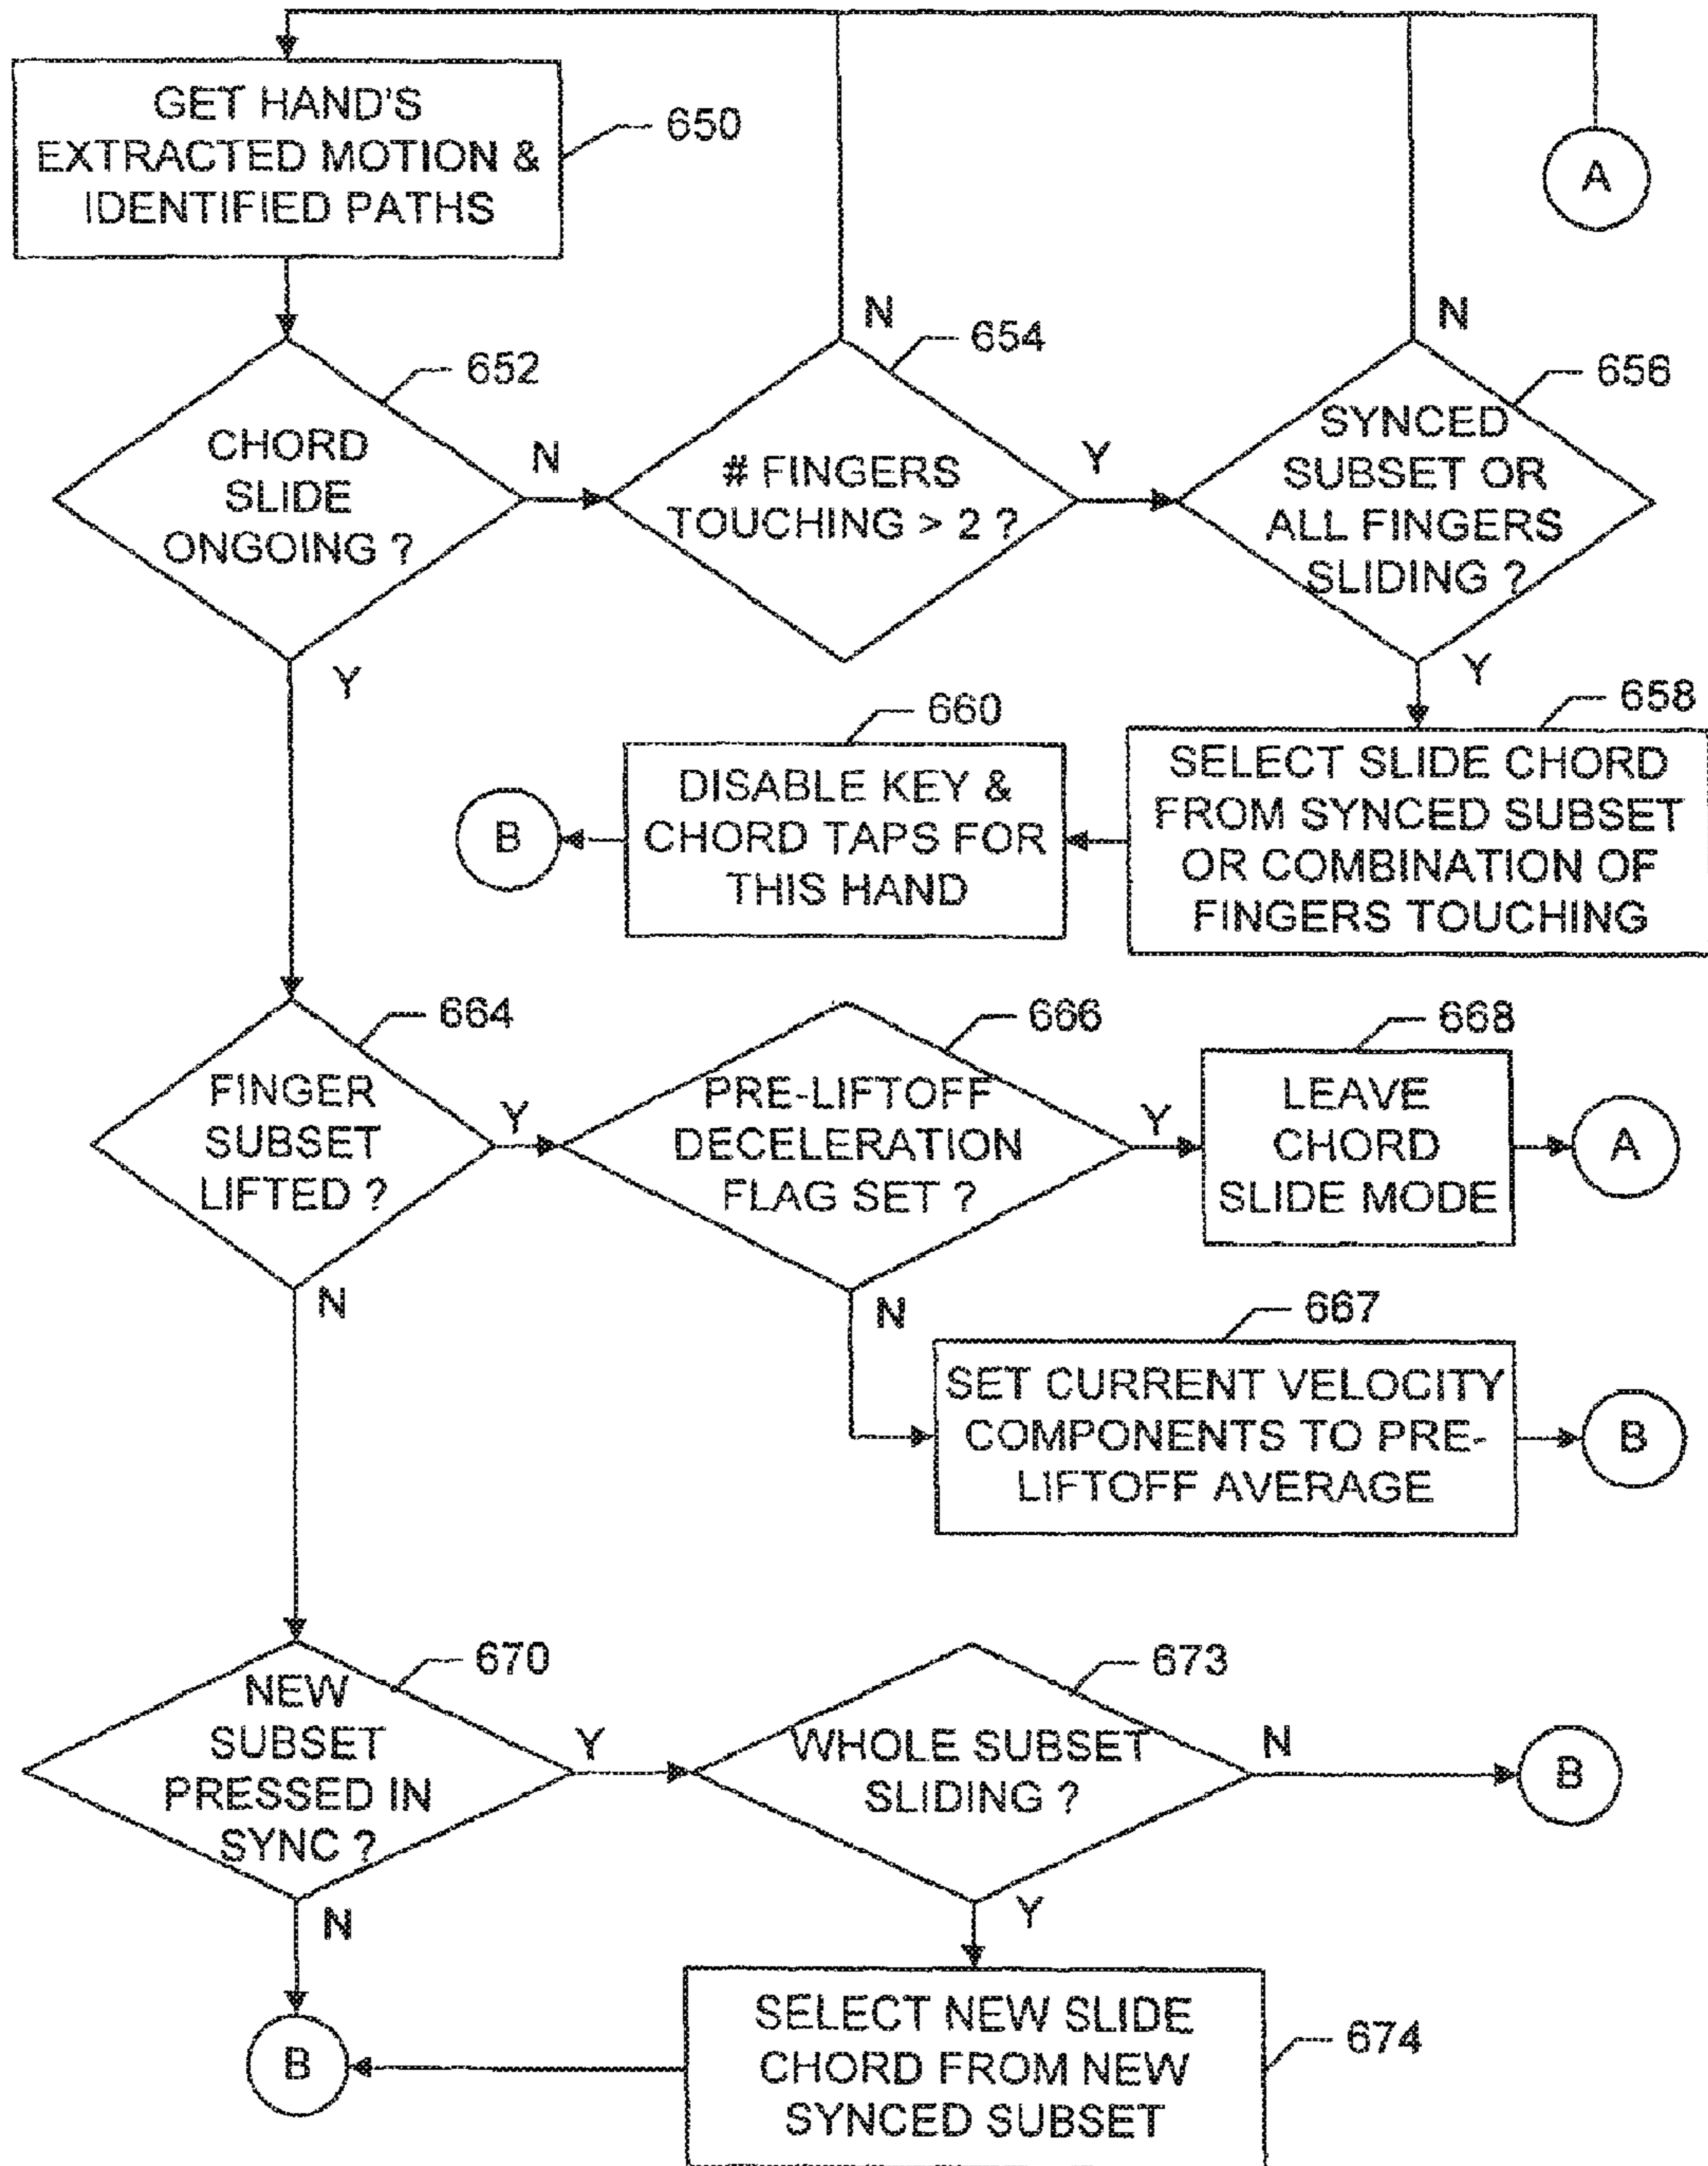 GET HAND'S
EXTRACTED MOTION &
IDENTIFIED PATHS
650
A
652
CHORD
SLIDE
ONGOING ?
N
Y
654
# FINGERS
TOUCHING > 2 ?
N
Y
656
SYNCED
SUBSET OR
ALL FINGERS
SLIDING ?
N
Y
658
SELECT SLIDE CHORD
FROM SYNCED SUBSET
OR COMBINATION OF
FINGERS TOUCHING
660
DISABLE KEY &
CHORD TAPS FOR
THIS HAND
B
664
FINGER
SUBSET
LIFTED ?
Y
N
666
PRE-LIFTOFF
DECELERATION
FLAG SET ?
Y
N
668
LEAVE
CHORD
SLIDE MODE
A
667
SET CURRENT VELOCITY
COMPONENTS TO PRE-
LIFTOFF AVERAGE
B
670
NEW
SUBSET
PRESSED IN
SYNC ?
Y
N
673
WHOLE SUBSET
SLIDING ?
N
B
Y
B
SELECT NEW SLIDE
CHORD FROM NEW
SYNCED SUBSET
674